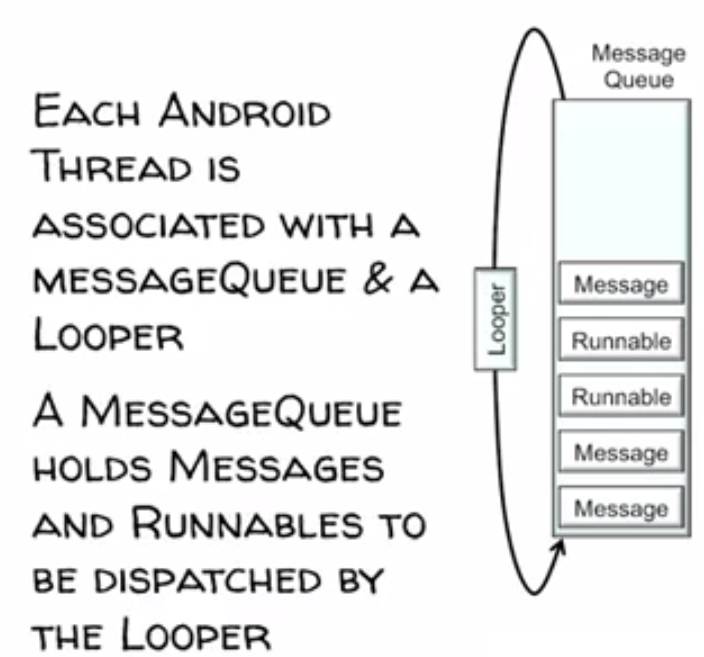 Each Android
Thread is
associated with a
messageQueue & a
Looper
A MessageQueue
holds Messages
and Runnables to
be dispatched by
the Looper
Message
Queue
Looper
Message
Runnable
Runnable
Message
Message